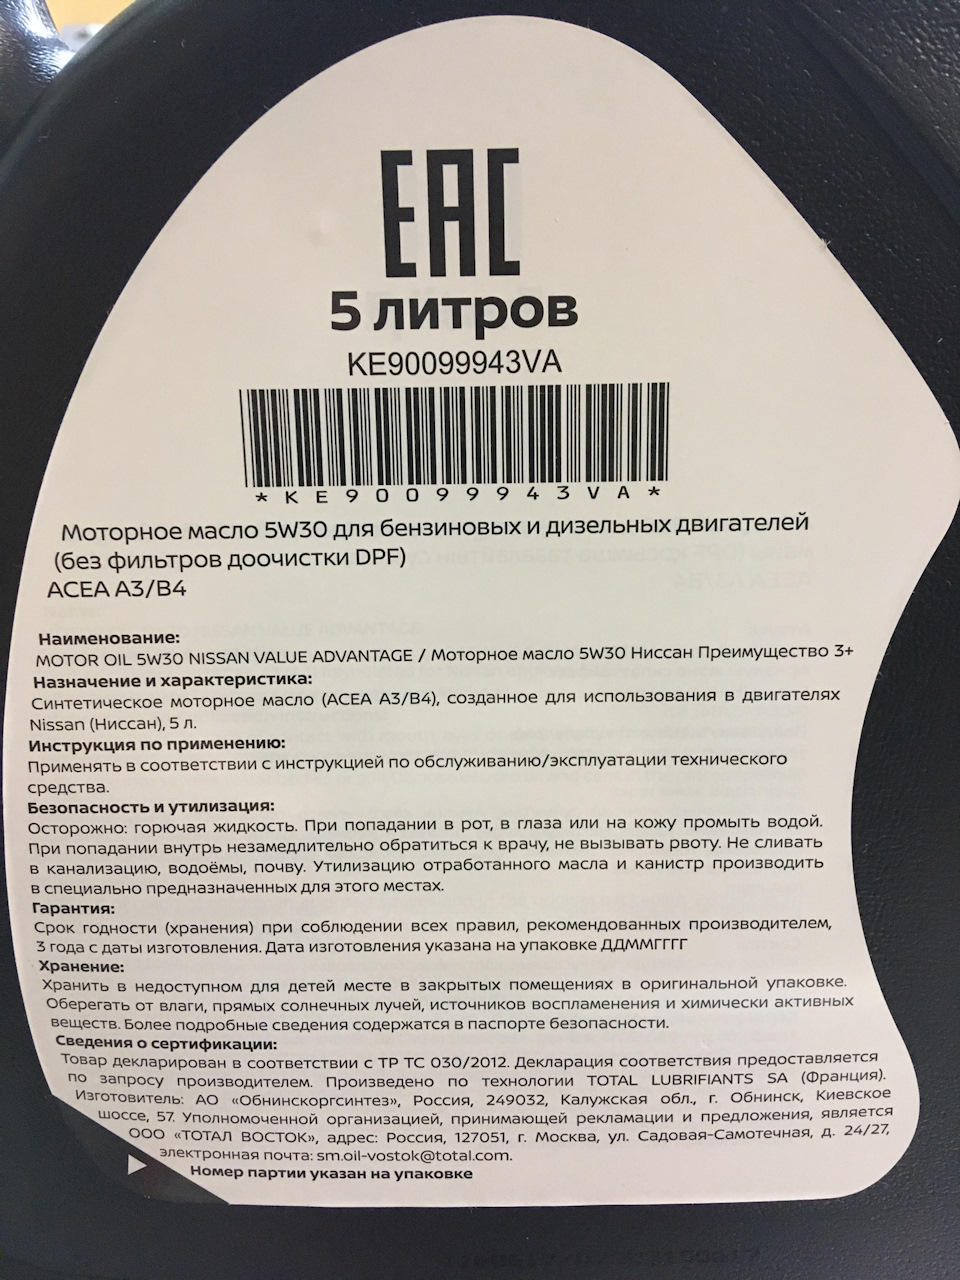 EAC
5 литров
KE90099943VA
*KE90099943VA*
Моторное масло 5W30 для бензиновых и дизельных двигателей
(без фильтров доочистки DPF)
ACEA A3/B4
Наименование:
MOTOR OIL 5W30 NISSAN VALUE ADVANTAGE / Моторное масло 5W30 Ниссан Преимущество 3+
Назначение и характеристика:
Синтетическое моторное масло (ACEA A3/B4), созданное для использования в двигателях
Nissan (Ниссан), 5 л.
Инструкция по применению:
Применять в соответствии с инструкцией по обслуживанию/эксплуатации технического
средства.
Безопасность и утилизация:
Осторожно: горючая жидкость. При попадании в рот, в глаза или на кожу промыть водой.
При попадании внутрь незамедлительно обратиться к врачу, не вызывать рвоту. Не сливать
в канализацию, водоёмы, почву. Утилизацию отработанного масла и канистр производить
в специально предназначенных для этого местах.
Гарантия:
Срок годности (хранения) при соблюдении всех правил, рекомендованных производителем,
3 года с даты изготовления. Дата изготовления указана на упаковке ДДММГГГГ
Хранение:
Хранить в недоступном для детей месте в закрытых помещениях в оригинальной упаковке.
Оберегать от влаги, прямых солнечных лучей, источников воспламенения и химически активных
веществ. Более подробные сведения содержатся в паспорте безопасности.
Сведения о сертификации:
Товар декларирован в соответствии с ТР ТС 030/2012. Декларация соответствия предоставляется
по запросу производителем. Произведено по технологии TOTAL LUBRIFIANTS SA (Франция).
Изготовитель: АО «Обнинскоргсинтез», Россия, 249032, Калужская обл., г. Обнинск, Киевское
шоссе, 57. Уполномоченной организацией, принимающей рекламации и предложения, является
ООО «ТОТАЛ ВОСТОК», адрес: Россия, 127051, г. Москва, ул. Садовая-Самотечная, д. 24/27,
электронная почта: sm.oil-vostok@total.com.
Номер партии указан на упаковке